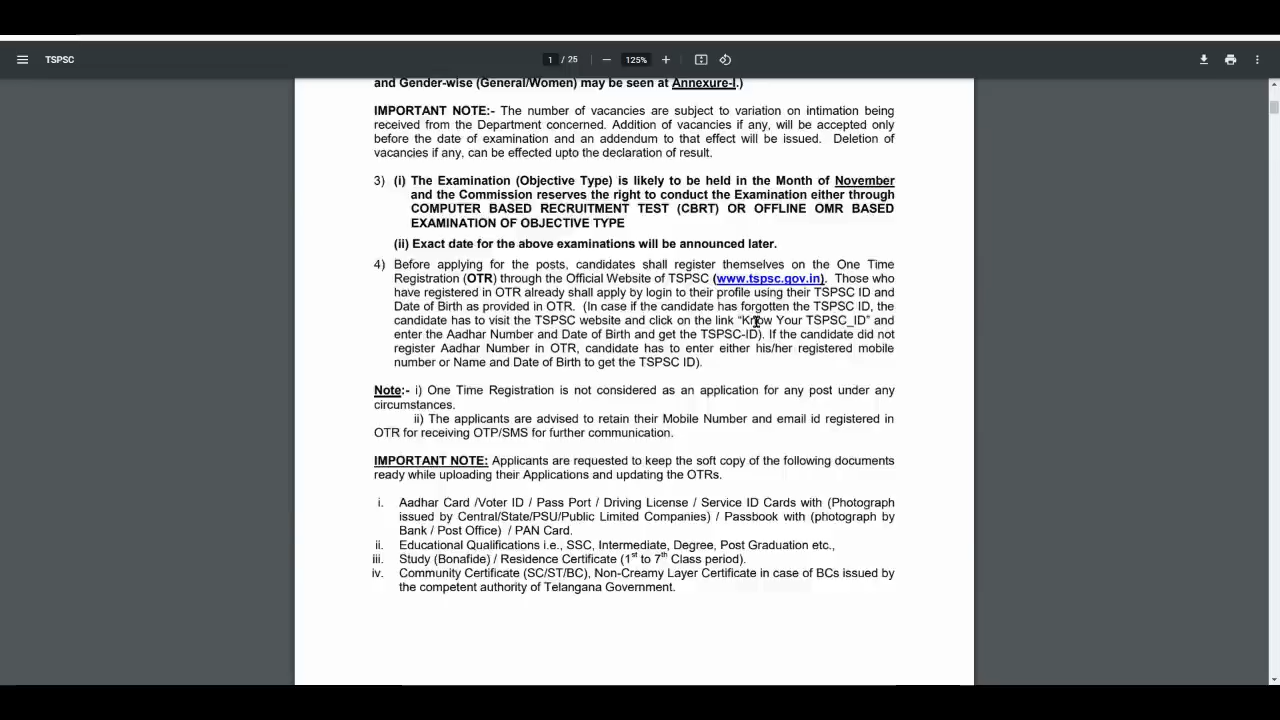 TSPSC
1 / 25
125%
and Gender-wise (General/Women) may be seen at Annexure-I.)
IMPORTANT NOTE:- The number of vacancies are subject to variation on intimation being
received from the Department concerned. Addition of vacancies if any, will be accepted only
before the date of examination and an addendum to that effect will be issued. Deletion of
vacancies if any, can be effected upto the declaration of result.
3) (i) The Examination (Objective Type) is likely to be held in the Month of November
and the Commission reserves the right to conduct the Examination either through
COMPUTER BASED RECRUITMENT TEST (CBRT) OR OFFLINE OMR BASED
EXAMINATION OF OBJECTIVE TYPE
(ii) Exact date for the above examinations will be announced later.
4) Before applying for the posts, candidates shall register themselves on the One Time
Registration (OTR) through the Official Website of TSPSC (www.tspsc.gov.in). Those who
have registered in OTR already shall apply by login to their profile using their TSPSC ID and
Date of Birth as provided in OTR. (In case if the candidate has forgotten the TSPSC ID, the
candidate has to visit the TSPSC website and click on the link “Know Your TSPSC_ID” and
enter the Aadhar Number and Date of Birth and get the TSPSC-ID). If the candidate did not
register Aadhar Number in OTR, candidate has to enter either his/her registered mobile
number or Name and Date of Birth to get the TSPSC ID).
Note:- i) One Time Registration is not considered as an application for any post under any
circumstances.
ii) The applicants are advised to retain their Mobile Number and email id registered in
OTR for receiving OTP/SMS for further communication.
IMPORTANT NOTE: Applicants are requested to keep the soft copy of the following documents
ready while uploading their Applications and updating the OTRs.
i. Aadhar Card /Voter ID / Pass Port / Driving License / Service ID Cards with (Photograph
issued by Central/State/PSU/Public Limited Companies) / Passbook with (photograph by
Bank / Post Office) / PAN Card.
ii. Educational Qualifications i.e., SSC, Intermediate, Degree, Post Graduation etc.,
iii. Study (Bonafide) / Residence Certificate (1st to 7th Class period).
iv. Community Certificate (SC/ST/BC), Non-Creamy Layer Certificate in case of BCs issued by
the competent authority of Telangana Government.